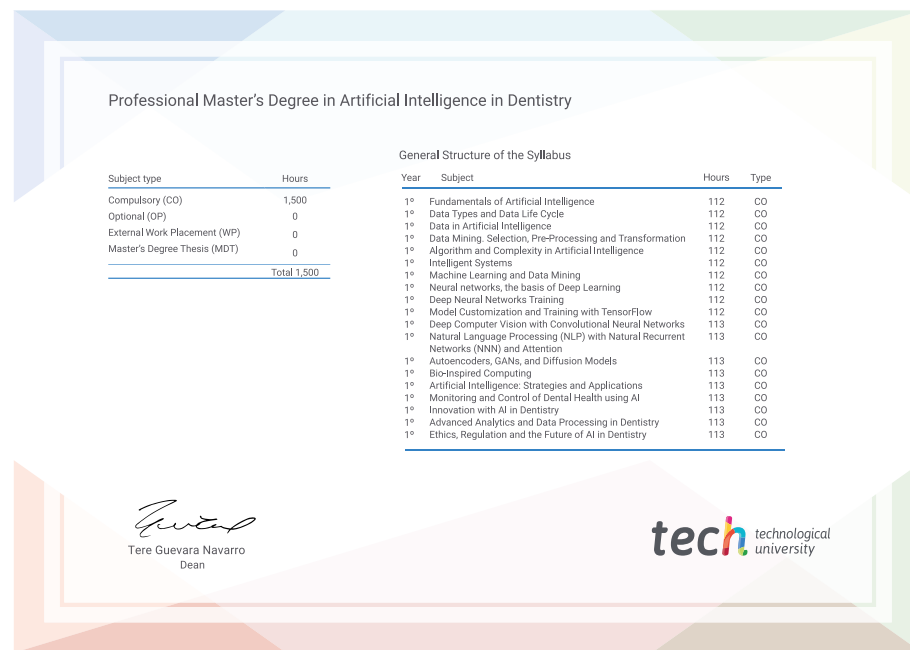 Professional Master's Degree in Artificial Intelligence in Dentistry
Subject type Hours
Compulsory (CO) 1,500
Optional (OP) 0
External Work Placement (WP) 0
Master's Degree Thesis (MDT) 0
Total 1,500
General Structure of the Syllabus
Year Subject Hours Type
1º Fundamentals of Artificial Intelligence 112 CO
1º Data Types and Data Life Cycle 112 CO
1º Data in Artificial Intelligence 112 CO
1º Data Mining. Selection, Pre-Processing and Transformation 112 CO
1º Algorithm and Complexity in Artificial Intelligence 112 CO
1º Intelligent Systems 112 CO
1º Machine Learning and Data Mining 112 CO
1º Neural networks, the basis of Deep Learning 112 CO
1º Deep Neural Networks Training 112 CO
1º Model Customization and Training with TensorFlow 112 CO
1º Deep Computer Vision with Convolutional Neural Networks 113 CO
1º Natural Language Processing (NLP) with Natural Recurrent 113 CO
Networks (NNN) and Attention
1º Autoencoders, GANs, and Diffusion Models 113 CO
1º Bio-Inspired Computing 113 CO
1º Artificial Intelligence: Strategies and Applications 113 CO
1º Monitoring and Control of Dental Health using AI 113 CO
1º Innovation with AI in Dentistry 113 CO
1º Advanced Analytics and Data Processing in Dentistry 113 CO
1º Ethics, Regulation and the Future of AI in Dentistry 113 CO
Tere Guevara Navarro
Dean
tech technological
university